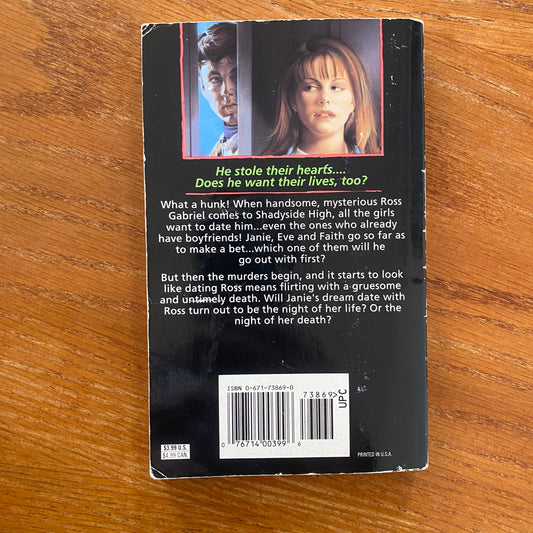 He stole their hearts....
Does he want their lives, too?
What a hunk! When handsome, mysterious Ross
Gabriel comes to Shadyside High, all the girls
want to date him...even the ones who already
have boyfriends! Janie, Eve and Faith go so far as
to make a bet...which one of them will he
go out with first?
But then the murders begin, and it starts to look
like dating Ross means flirting with a gruesome
and untimely death. Will Janie's dream date with
Ross turn out to be the night of her life? Or the
night of her death?
ISBN 0-671-73869-0
73869>
UPC
0 76714 00399 6
$3.99 U.S.
$4.99 CAN.
PRINTED IN U.S.A.